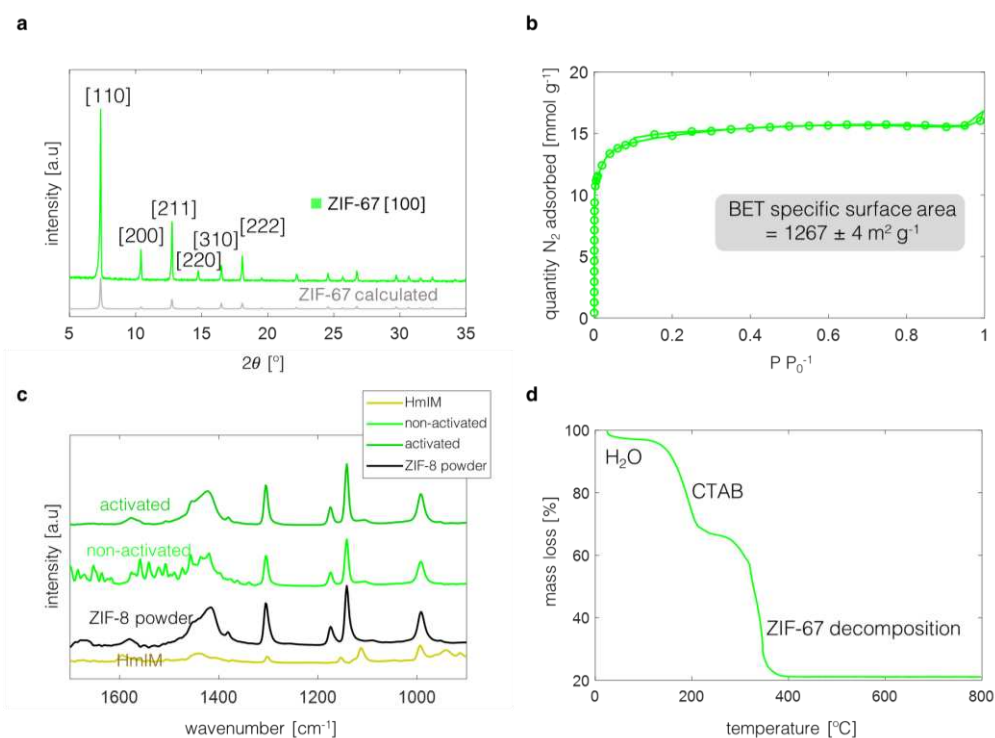 a
[110]
[200]
[211]
[220]
[310]
[222]
ZIF-67 [100]
ZIF-67 calculated
intensity [a.u]
5 10 15 20 25 30 35
2θ [°]
b
20
15
10
5
0
quantity N₂ adsorbed [mmol g⁻¹]
BET specific surface area
= 1267 ± 4 m² g⁻¹
0 0.2 0.4 0.6 0.8 1
P P₀⁻¹
c
HmIM
non-activated
activated
ZIF-8 powder
activated
non-activated
ZIF-8 powder
HmIM
intensity [a.u]
1600 1400 1200 1000
wavenumber [cm⁻¹]
d
100
80
60
40
20
mass loss [%]
H₂O
CTAB
ZIF-67 decomposition
0 200 400 600 800
temperature [°C]